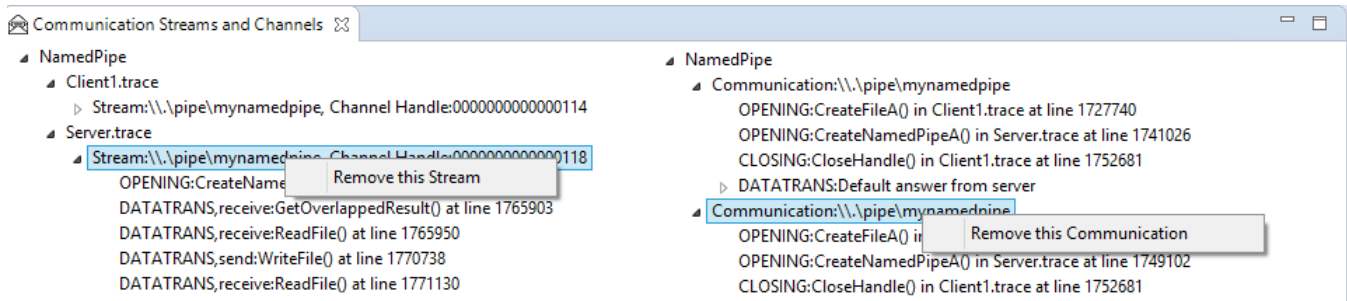 Communication Streams and Channels
NamedPipe
Client1.trace
Stream:\\.\pipe\mynamedpipe, Channel Handle:0000000000000114
Server.trace
Stream:\\.\pipe\mynamedpipe, Channel Handle:0000000000000118
Remove this Stream
OPENING:CreateName
DATATRANS,receive:GetOverlappedResult() at line 1765903
DATATRANS,receive:ReadFile() at line 1765950
DATATRANS,send:WriteFile() at line 1770738
DATATRANS,receive:ReadFile() at line 1771130
NamedPipe
Communication:\\.\pipe\mynamedpipe
OPENING:CreateFileA() in Client1.trace at line 1727740
OPENING:CreateNamedPipeA() in Server.trace at line 1741026
CLOSING:CloseHandle() in Client1.trace at line 1752681
DATATRANS:Default answer from server
Communication:\\.\pipe\mynamedpipe
Remove this Communication
OPENING:CreateFileA() i
OPENING:CreateNamedPipeA() in Server.trace at line 1749102
CLOSING:CloseHandle() in Client1.trace at line 1752681